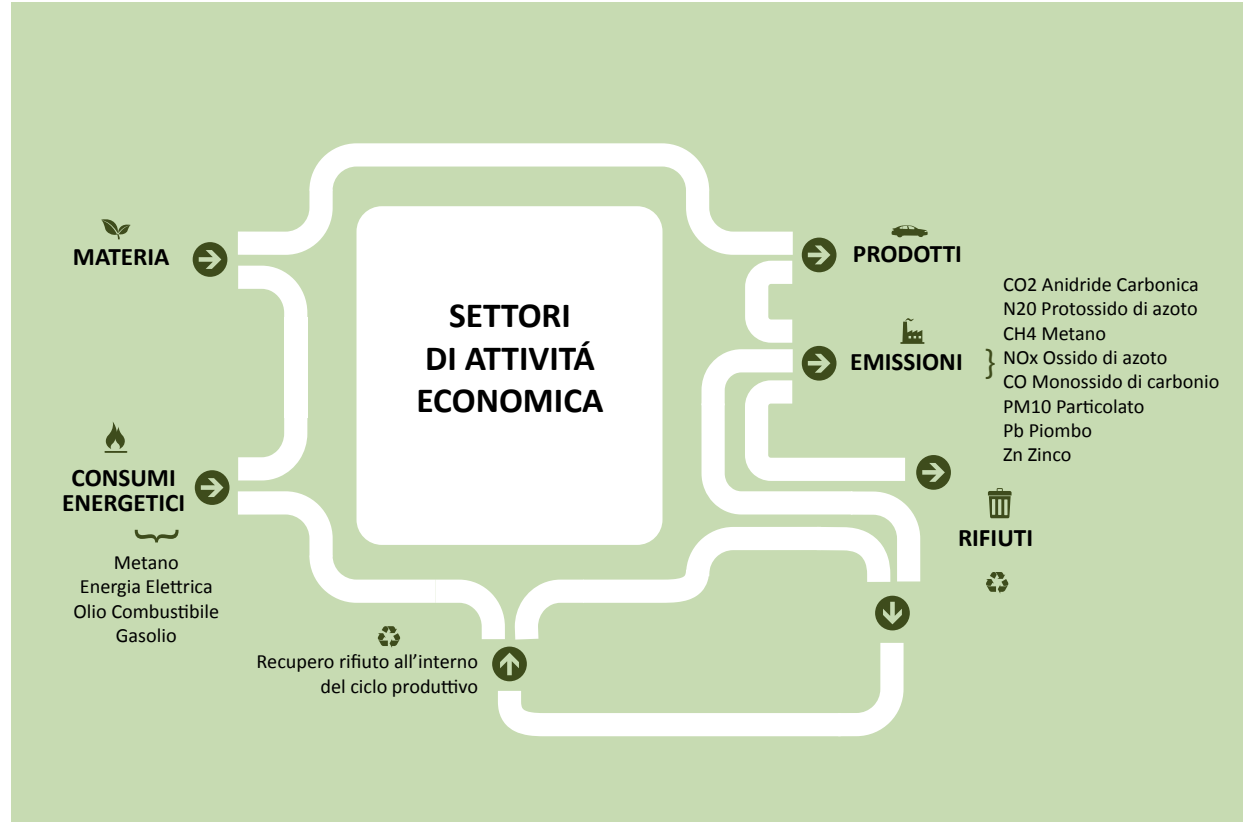 MATERIA
CONSUMI
ENERGETICI
Metano
Energia Elettrica
Olio Combustibile
Gasolio
SETTORI
DI ATTIVITÁ
ECONOMICA
Recupero rifiuto all’interno
del ciclo produttivo
PRODOTTI
EMISSIONI
CO2 Anidride Carbonica
N20 Protossido di azoto
CH4 Metano
NOx Ossido di azoto
CO Monossido di carbonio
PM10 Particolato
Pb Piombo
Zn Zinco
RIFIUTI